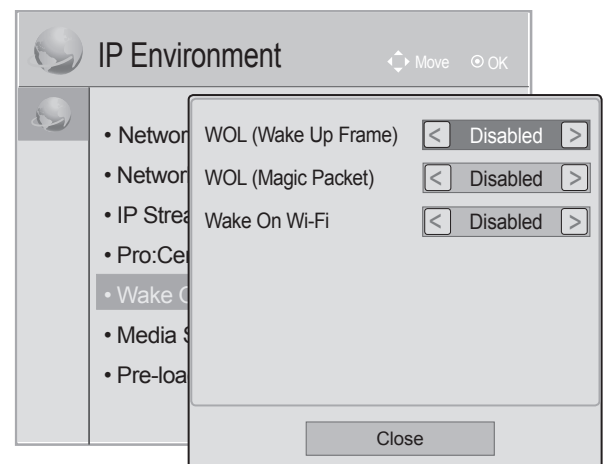 IP Environment
Move OK
• Networ
• Networ
• IP Strea
• Pro:Cen
• Wake O
• Media S
• Pre-loa
WOL (Wake Up Frame) < Disabled >
WOL (Magic Packet) < Disabled >
Wake On Wi-Fi < Disabled >
Close